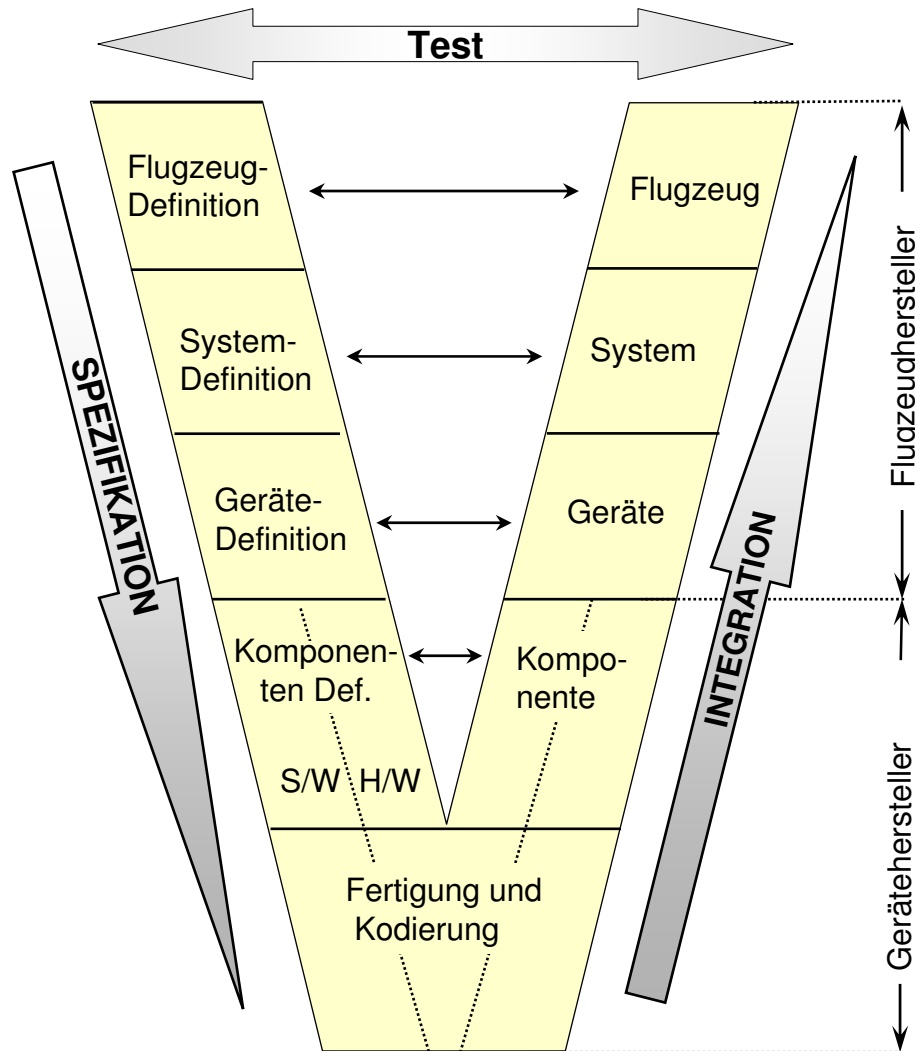 Test
Flugzeug-
Definition
Flugzeug
System-
Definition
System
Geräte-
Definition
Geräte
Komponen-
ten Def.
Kompo-
nente
S/W H/W
Fertigung und
Kodierung
SPEZIFIKATION
INTEGRATION
Flugzeughersteller
Gerätehersteller